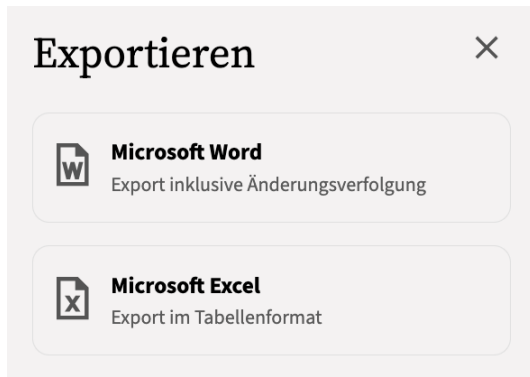 Exportieren
Microsoft Word
Export inklusive Änderungsverfolgung
Microsoft Excel
Export im Tabellenformat